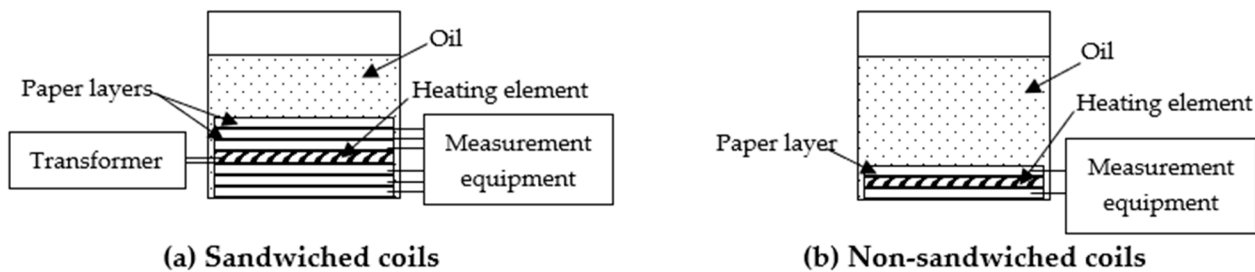 Oil
Paper layers
Heating element
Transformer
Measurement
equipment
(a) Sandwiched coils
Oil
Heating element
Paper layer
Measurement
equipment
(b) Non-sandwiched coils